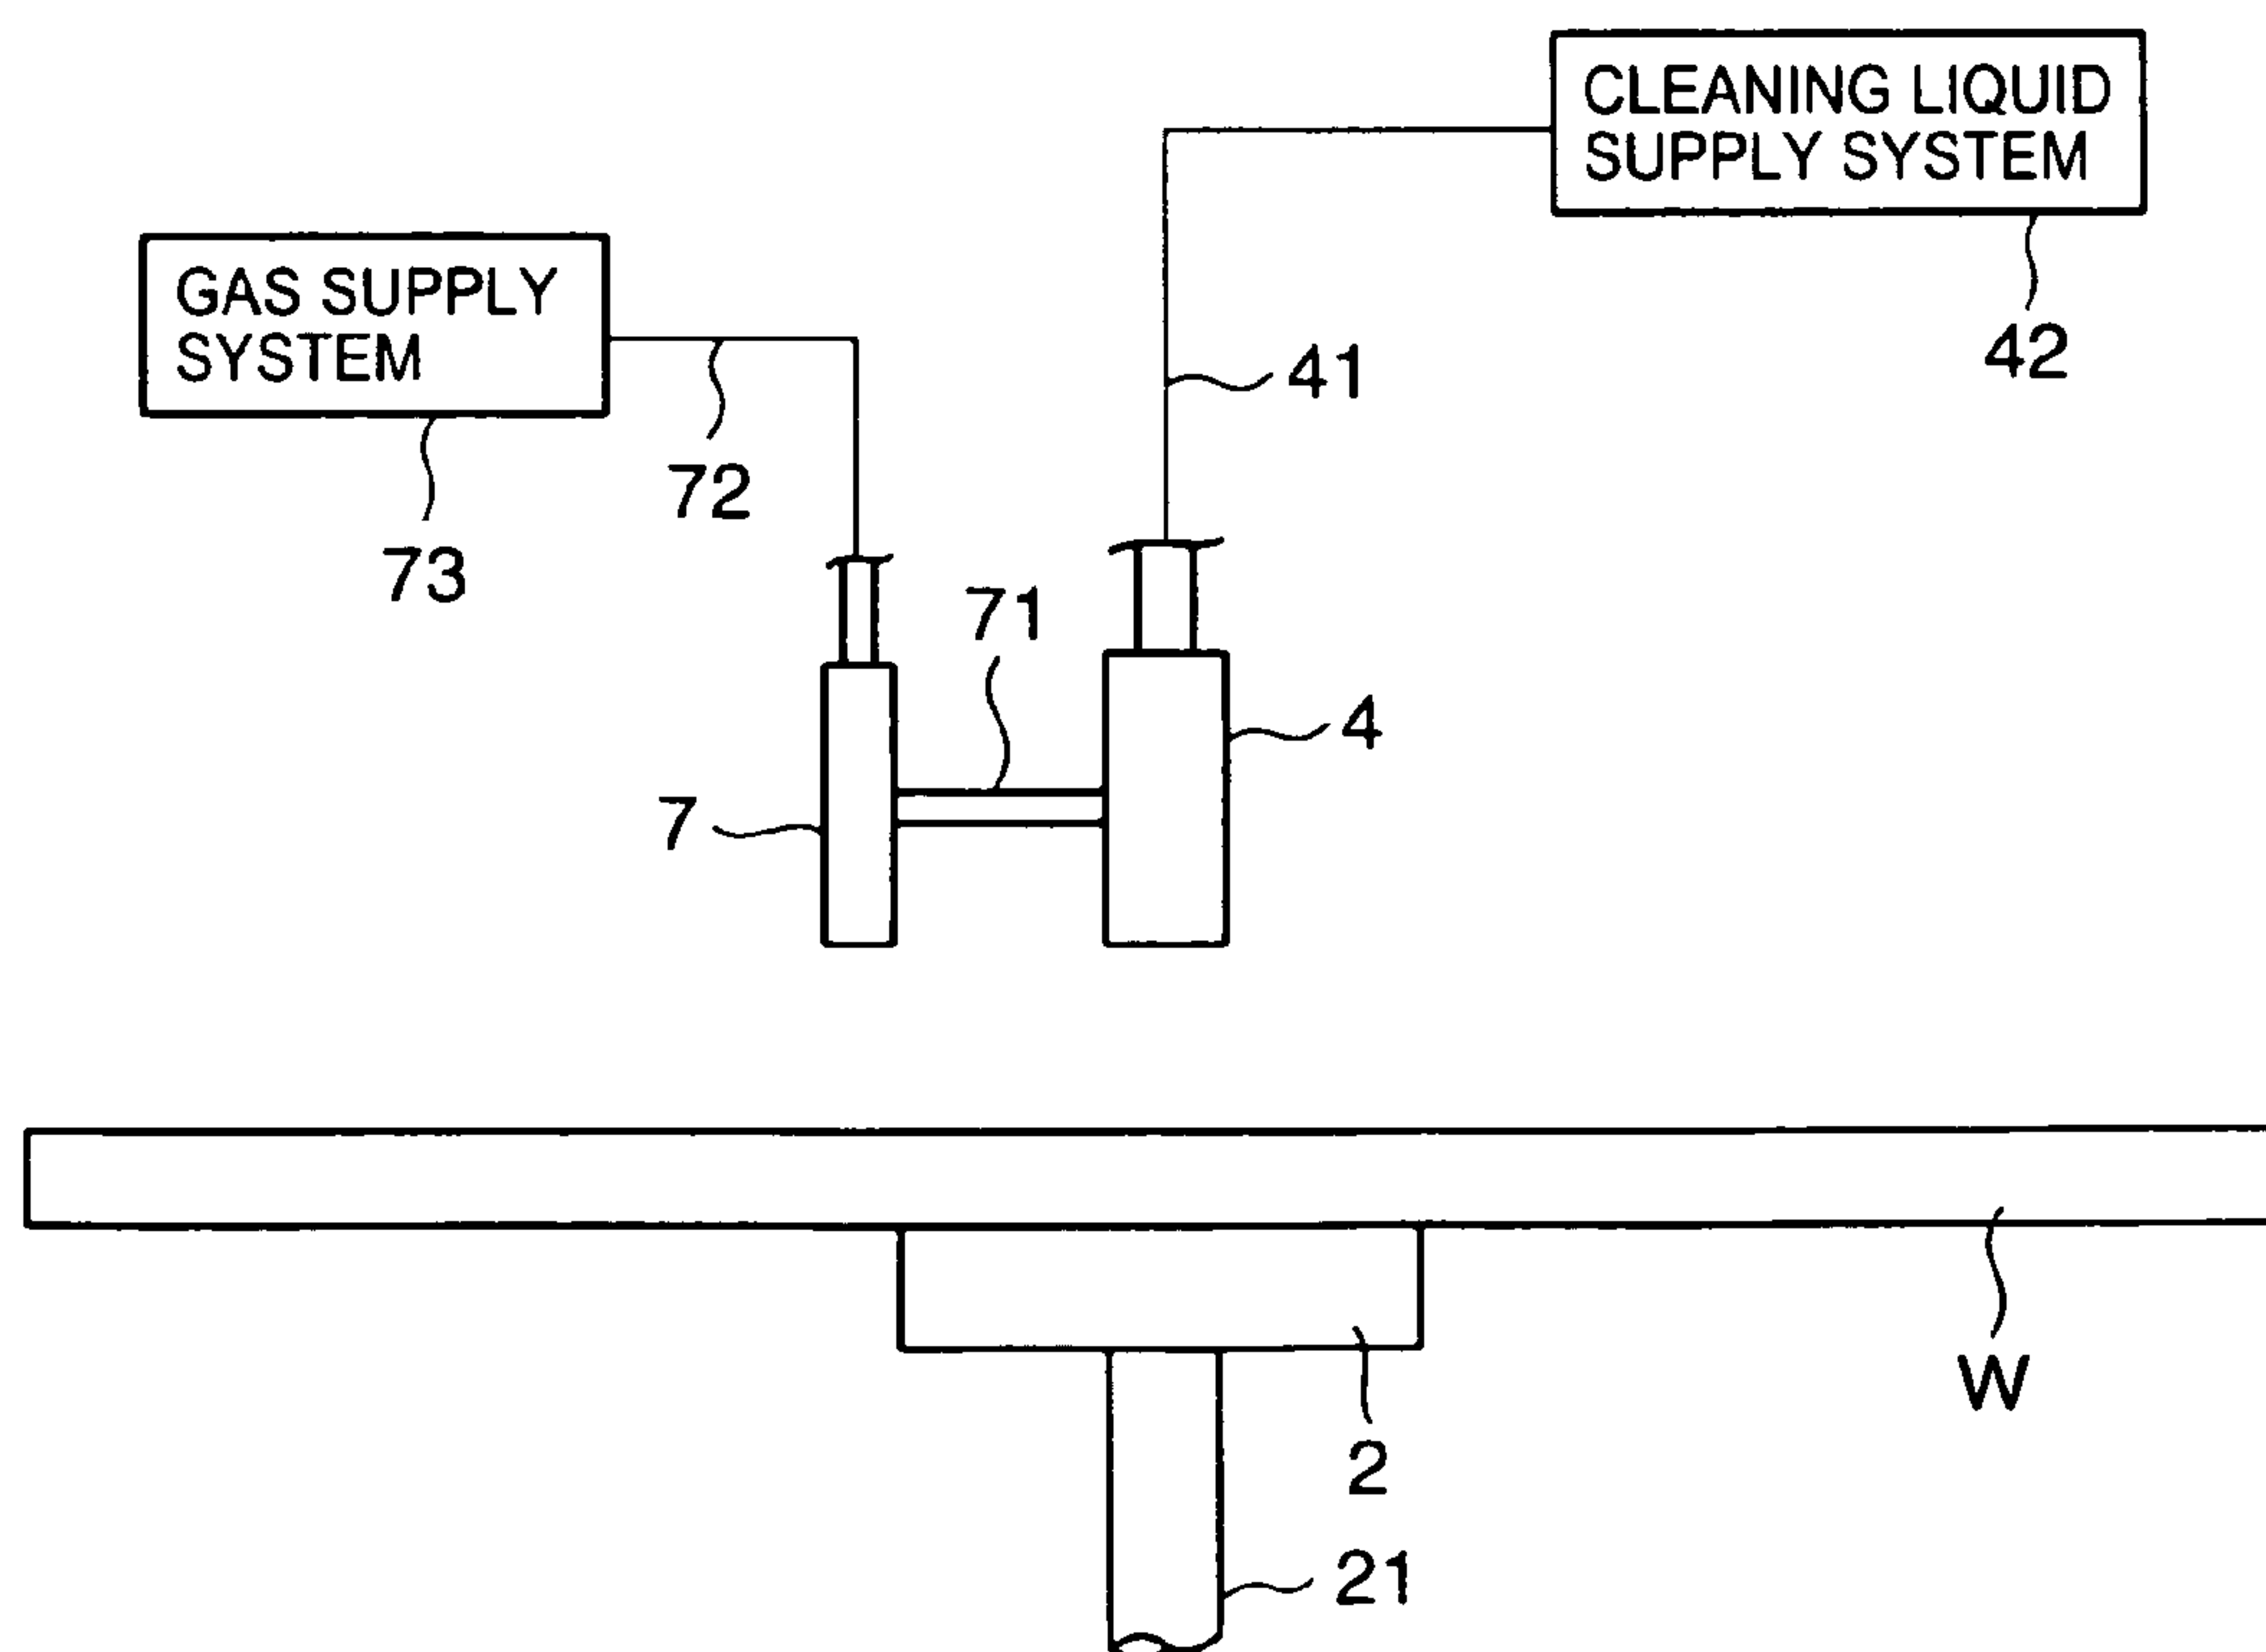 CLEANING LIQUID
SUPPLY SYSTEM
GAS SUPPLY
SYSTEM
42
41
72
73
71
4
7
W
2
21